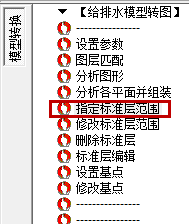 模型转换
▼【给排水模型转图】
---------------
设置参数
图层匹配
分析图形
分析各平面并组装
指定标准层范围
修改标准层范围
删除标准层
标准层编辑
设置基点
修改基点
---------------
---------------